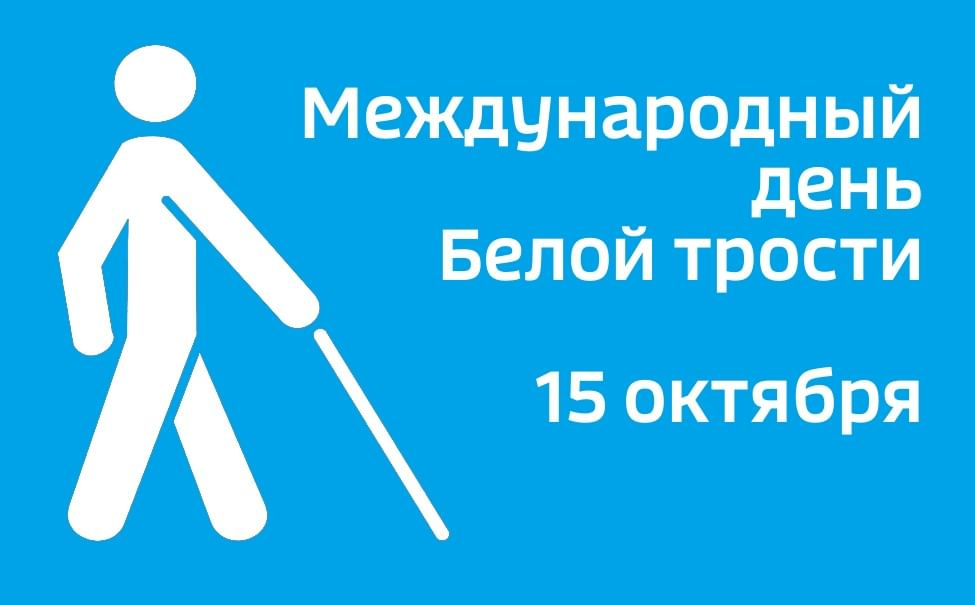 Международный
день
Белой трости
15 октября